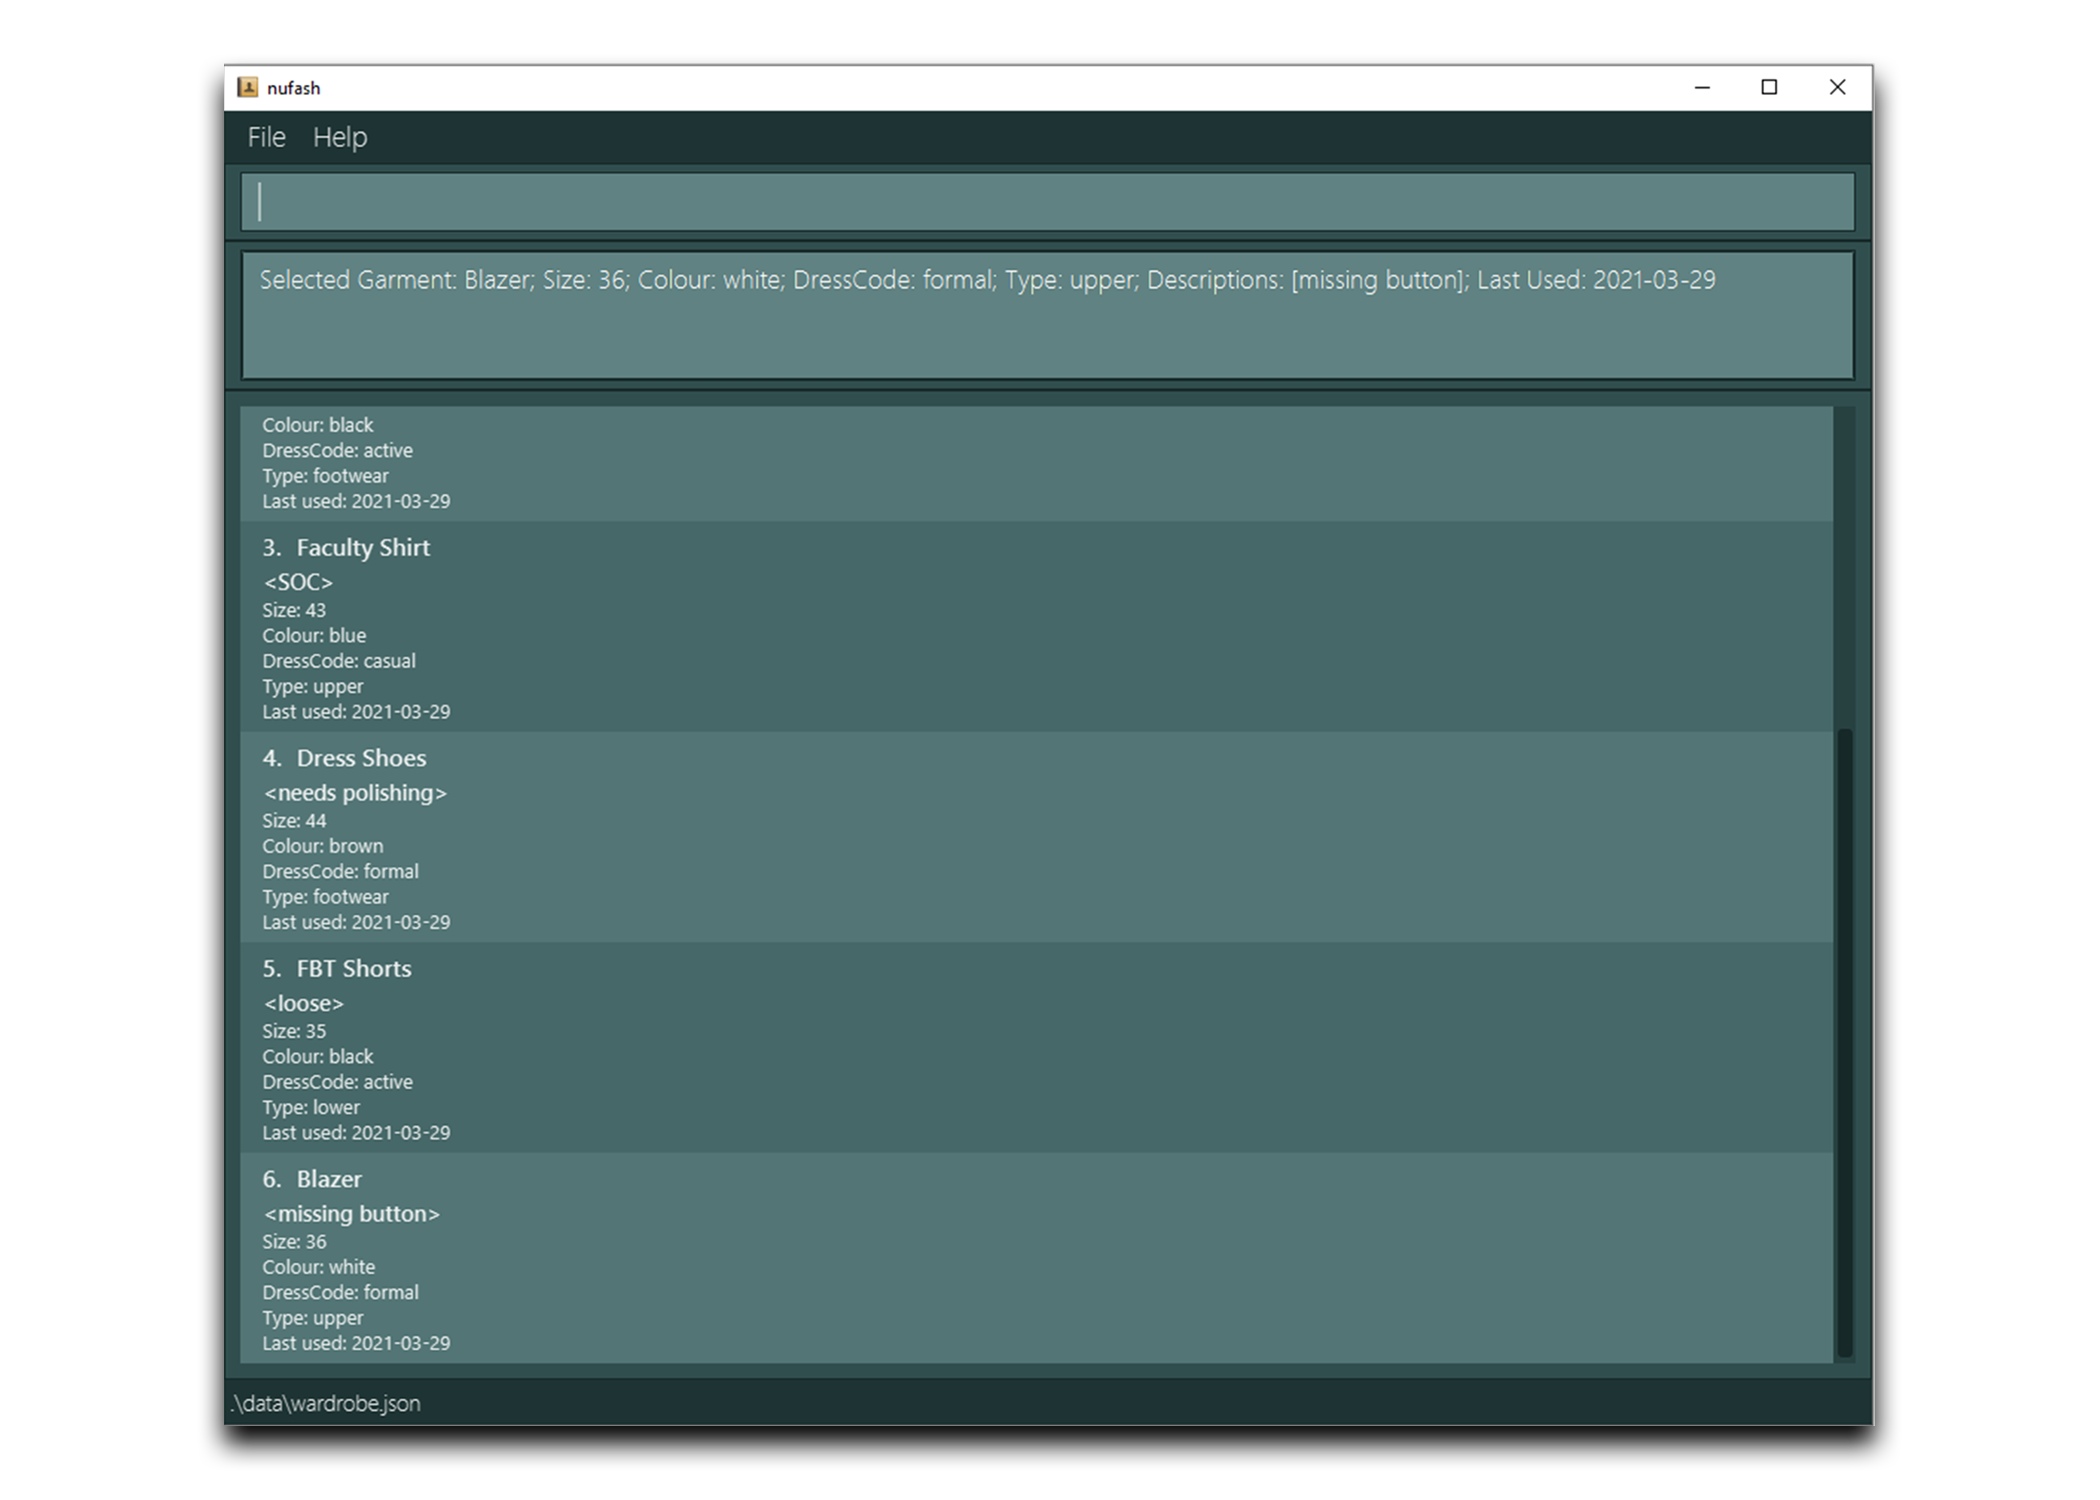 nufash
File Help
Selected Garment: Blazer; Size: 36; Colour: white; DressCode: formal; Type: upper; Descriptions: [missing button]; Last Used: 2021-03-29
Colour: black
DressCode: active
Type: footwear
Last used: 2021-03-29
3. Faculty Shirt
<SOC>
Size: 43
Colour: blue
DressCode: casual
Type: upper
Last used: 2021-03-29
4. Dress Shoes
<needs polishing>
Size: 44
Colour: brown
DressCode: formal
Type: footwear
Last used: 2021-03-29
5. FBT Shorts
<loose>
Size: 35
Colour: black
DressCode: active
Type: lower
Last used: 2021-03-29
6. Blazer
<missing button>
Size: 36
Colour: white
DressCode: formal
Type: upper
Last used: 2021-03-29
.\data\wardrobe.json